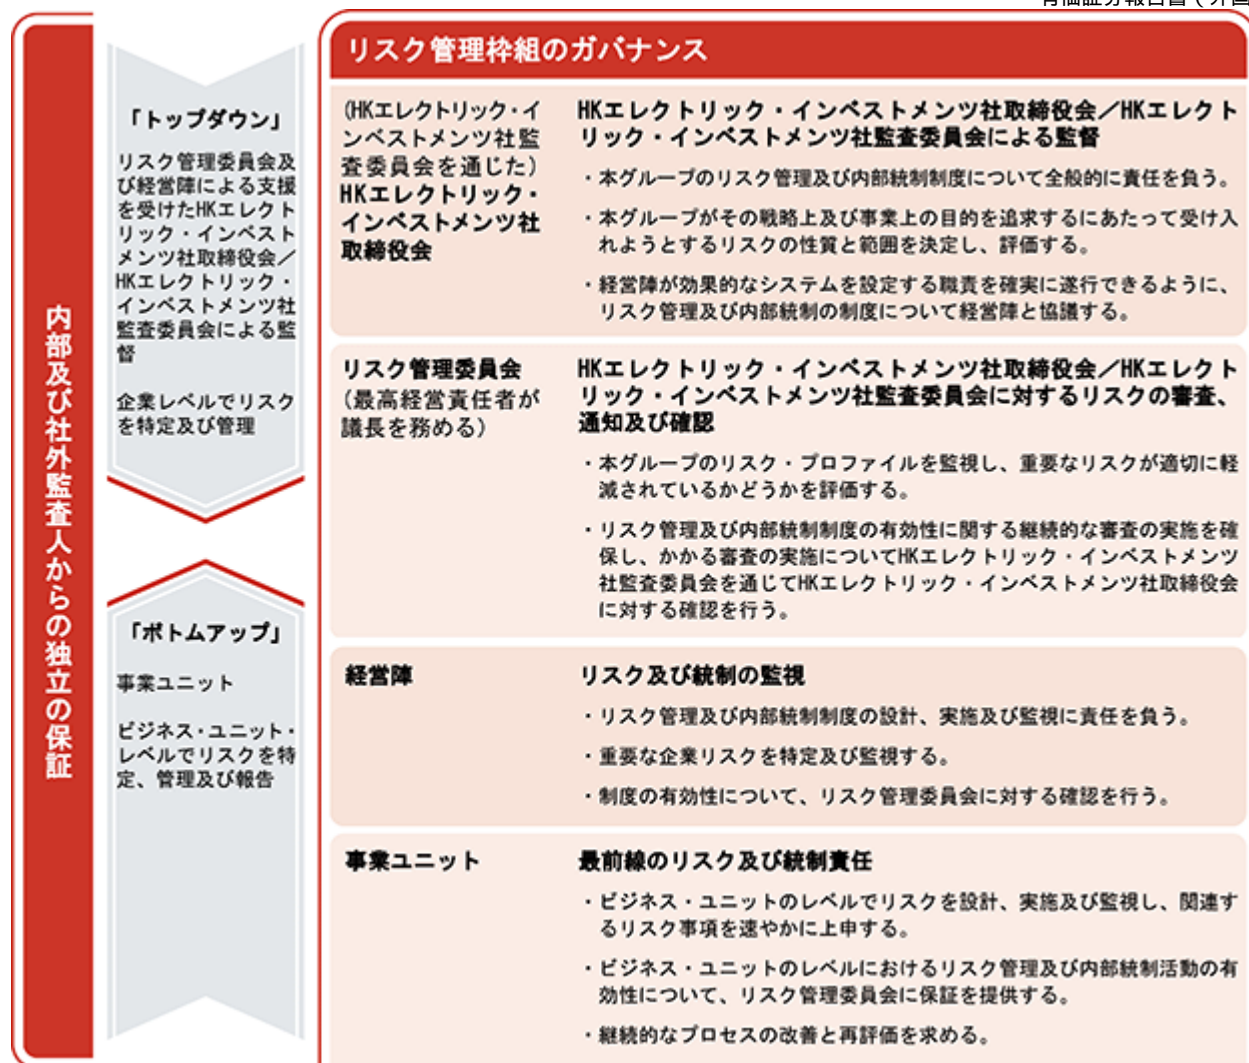 内部及び社外監査人からの独立の保証
「トップダウン」
リスク管理委員会及
び経営陣による支援
を受けたHKエレクト
リック・インベスト
メンツ社取締役会／
HKエレクトリック・
インベストメンツ社
監査委員会による監
督
企業レベルでリスク
を特定及び管理
「ボトムアップ」
事業ユニット
ビジネス・ユニット・
レベルでリスクを特
定、管理及び報告
リスク管理枠組のガバナンス
(HKエレクトリック・イ
ンベストメンツ社監
査委員会を通じた）
HKエレクトリック・
インベストメンツ社
取締役会
HKエレクトリック・インベストメンツ社取締役会／HKエレクト
リック・インベストメンツ社監査委員会による監督
・本グループのリスク管理及び内部統制制度について全般的に責任を負う。
・本グループがその戦略上及び事業上の目的を追求するにあたって受け入
れようとするリスクの性質と範囲を決定し、評価する。
・経営陣が効果的なシステムを設定する職責を確実に遂行できるように、
リスク管理及び内部統制の制度について経営陣と協議する。
リスク管理委員会
（最高経営責任者が
議長を務める）
HKエレクトリック・インベストメンツ社取締役会／HKエレクト
リック・インベストメンツ社監査委員会に対するリスクの審査、
通知及び確認
・本グループのリスク・プロファイルを監視し、重要なリスクが適切に軽
減されているかどうかを評価する。
・リスク管理及び内部統制制度の有効性に関する継続的な審査の実施を確
保し、かかる審査の実施についてHKエレクトリック・インベストメンツ
社監査委員会を通じてHKエレクトリック・インベストメンツ社取締役会
に対する確認を行う。
経営陣
リスク及び統制の監視
・リスク管理及び内部統制制度の設計、実施及び監視に責任を負う。
・重要な企業リスクを特定及び監視する。
・制度の有効性について、リスク管理委員会に対する確認を行う。
事業ユニット
最前線のリスク及び統制責任
・ビジネス・ユニットのレベルでリスクを設計、実施及び監視し、関連す
るリスク事項を速やかに上申する。
・ビジネス・ユニットのレベルにおけるリスク管理及び内部統制活動の有
効性について、リスク管理委員会に保証を提供する。
・継続的なプロセスの改善と再評価を求める。